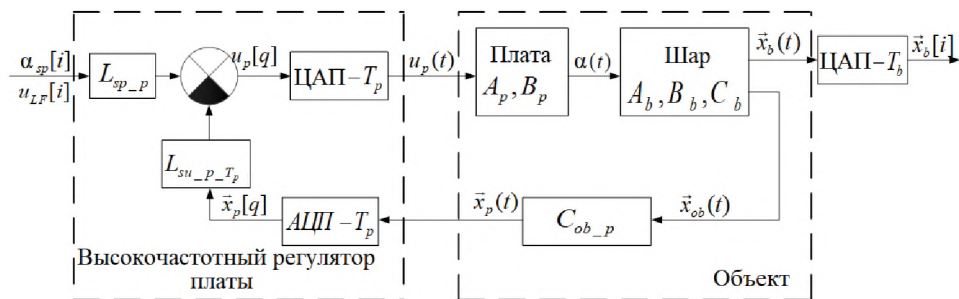 α_sp[i]
u_LF[i]
L_sp_p
u_p[q]
ЦАП−T_p
u_p(t)
Плата
A_p, B_p
α(t)
Шар
A_b, B_b, C_b
x⃗_b(t)
ЦАП−T_b
x⃗_b[i]
L_su_p_T_p
x⃗_p[q]
АЦП−T_p
x⃗_p(t)
C_ob_p
x⃗_ob(t)
Высокочастотный регулятор
платы
Объект